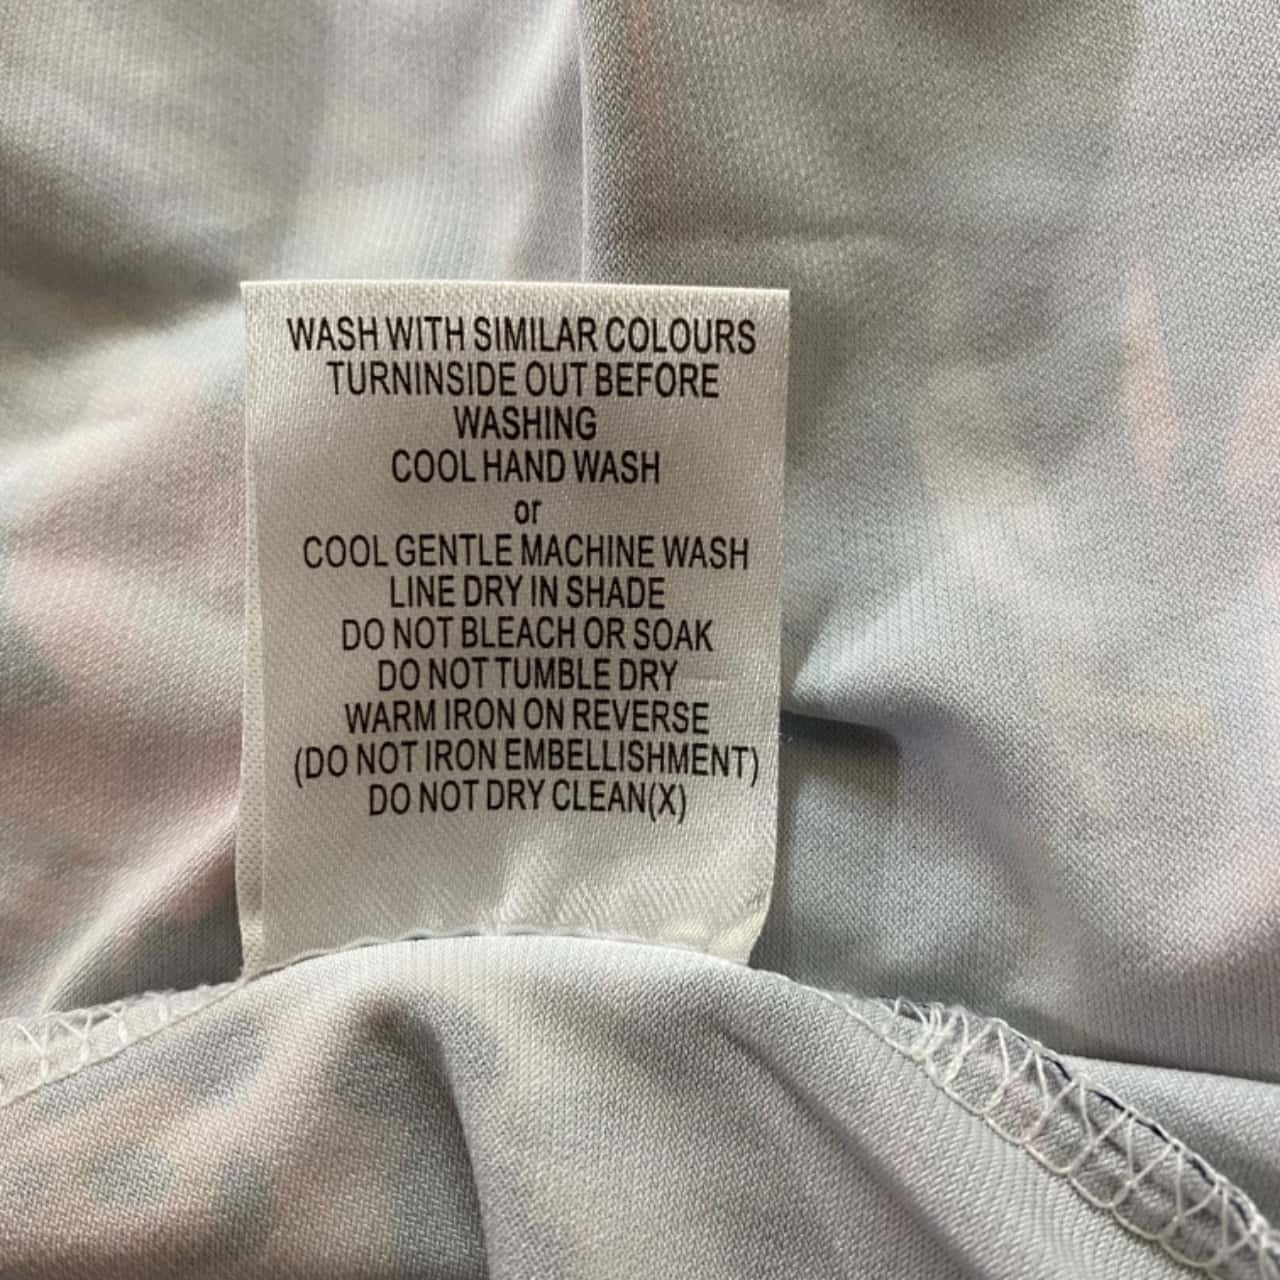 WASH WITH SIMILAR COLOURS
TURNINSIDE OUT BEFORE
WASHING
COOL HAND WASH
or
COOL GENTLE MACHINE WASH
LINE DRY IN SHADE
DO NOT BLEACH OR SOAK
DO NOT TUMBLE DRY
WARM IRON ON REVERSE
(DO NOT IRON EMBELLISHMENT)
DO NOT DRY CLEAN(X)